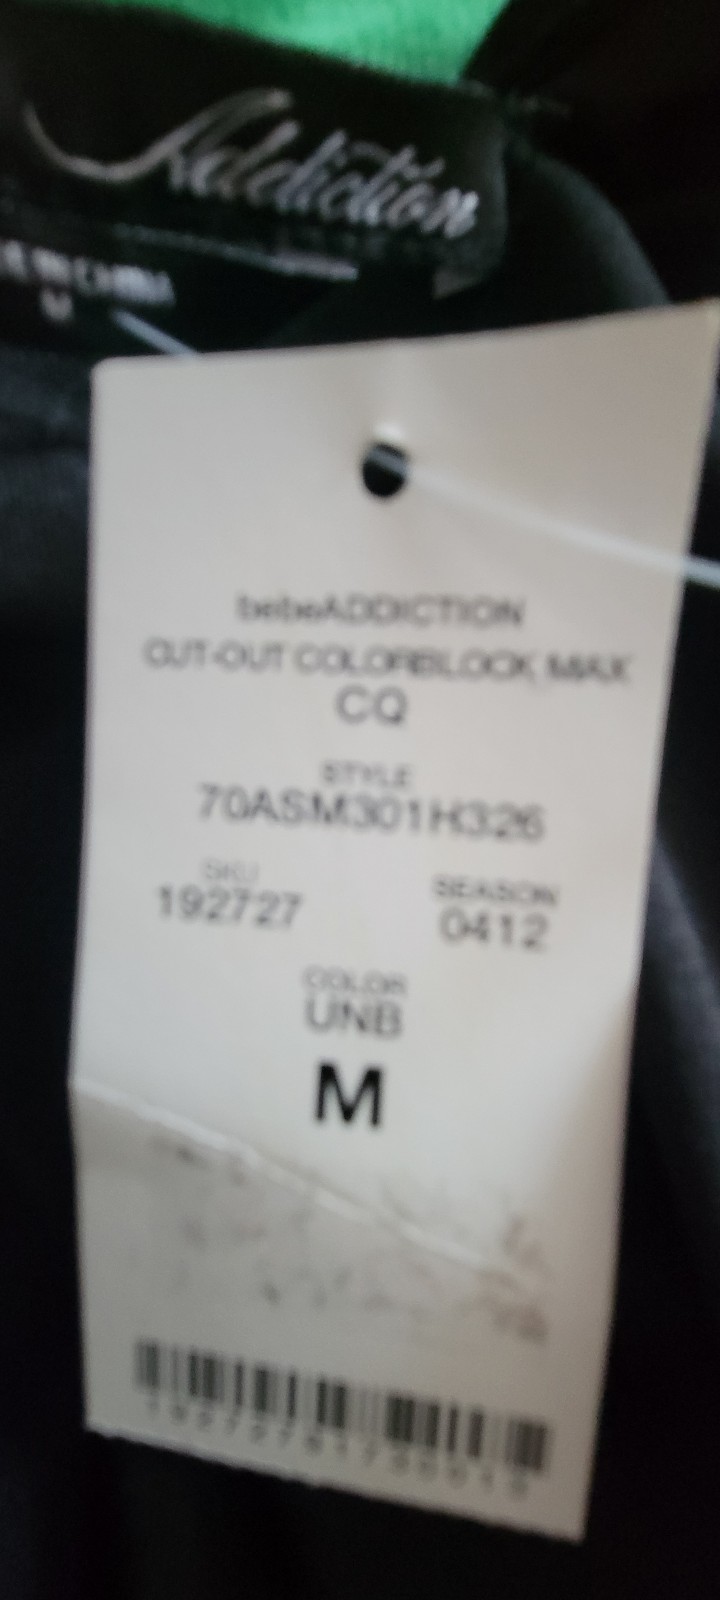 Addiction
M
bebeADDICTION
CUT-OUT COLORBLOCK MAX
CQ
STYLE
70ASM301H326
SKU
192727
SEASON
0412
COLOR
UNB
M